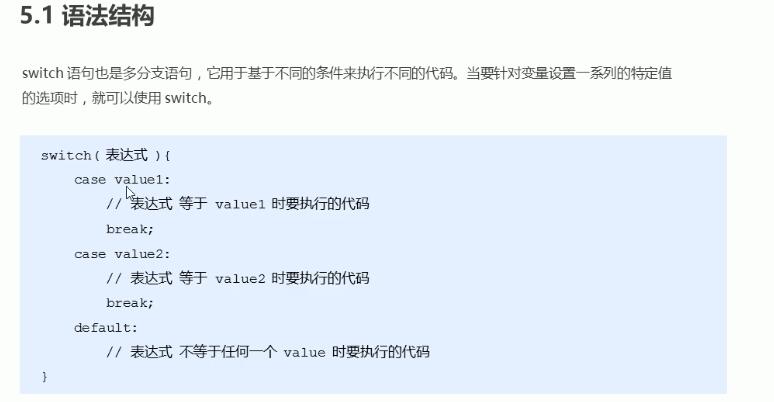 5.1 语法结构
switch 语句也是多分支语句，它用于基于不同的条件来执行不同的代码。当要针对变量设置一系列的特定值
的选项时，就可以使用 switch。
switch( 表达式 ){
    case value1:
        // 表达式 等于 value1 时要执行的代码
        break;
    case value2:
        // 表达式 等于 value2 时要执行的代码
        break;
    default:
        // 表达式 不等于任何一个 value 时要执行的代码
}